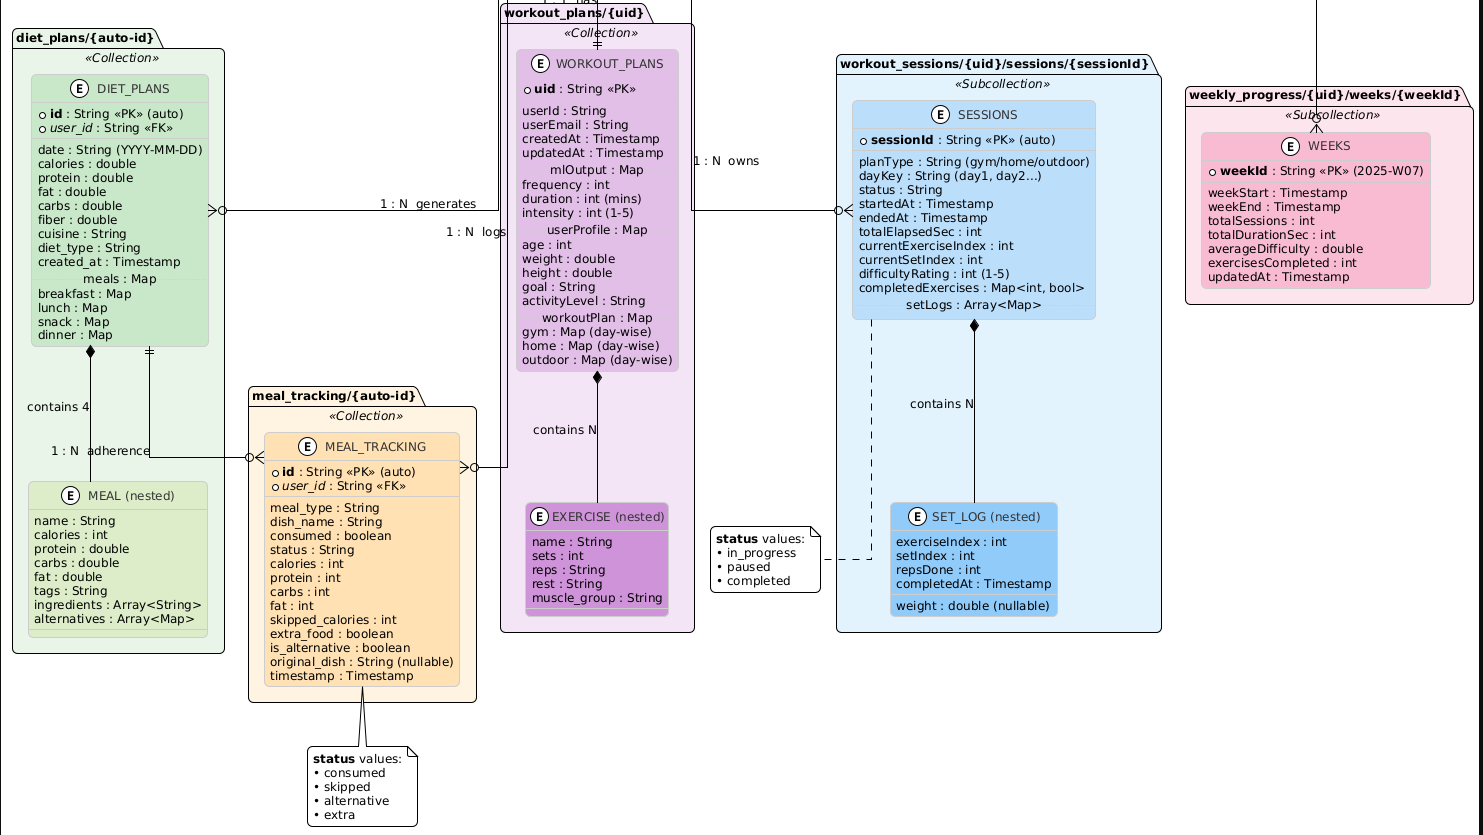 diet_plans/{auto-id}
«Collection»
E DIET_PLANS
id : String «PK» (auto)
user_id : String «FK»
date : String (YYYY-MM-DD)
calories : double
protein : double
fat : double
carbs : double
fiber : double
cuisine : String
diet_type : String
created_at : Timestamp
meals : Map
breakfast : Map
lunch : Map
snack : Map
dinner : Map
contains 4
1 : N adherence
E MEAL (nested)
name : String
calories : int
protein : double
carbs : double
fat : double
tags : String
ingredients : Array<String>
alternatives : Array<Map>
1 : N generates
1 : N logs
meal_tracking/{auto-id}
«Collection»
E MEAL_TRACKING
id : String «PK» (auto)
user_id : String «FK»
meal_type : String
dish_name : String
consumed : boolean
status : String
calories : int
protein : int
carbs : int
fat : int
skipped_calories : int
extra_food : boolean
is_alternative : boolean
original_dish : String (nullable)
timestamp : Timestamp
status values:
• consumed
• skipped
• alternative
• extra
workout_plans/{uid}
«Collection»
E WORKOUT_PLANS
uid : String «PK»
userId : String
userEmail : String
createdAt : Timestamp
updatedAt : Timestamp
mlOutput : Map
frequency : int
duration : int (mins)
intensity : int (1-5)
userProfile : Map
age : int
weight : double
height : double
goal : String
activityLevel : String
workoutPlan : Map
gym : Map (day-wise)
home : Map (day-wise)
outdoor : Map (day-wise)
contains N
E EXERCISE (nested)
name : String
sets : int
reps : String
rest : String
muscle_group : String
1 : N owns
workout_sessions/{uid}/sessions/{sessionId}
«Subcollection»
E SESSIONS
sessionId : String «PK» (auto)
planType : String (gym/home/outdoor)
dayKey : String (day1, day2...)
status : String
startedAt : Timestamp
endedAt : Timestamp
totalElapsedSec : int
currentExerciseIndex : int
currentSetIndex : int
difficultyRating : int (1-5)
completedExercises : Map<int, bool>
setLogs : Array<Map>
contains N
status values:
• in_progress
• paused
• completed
E SET_LOG (nested)
exerciseIndex : int
setIndex : int
repsDone : int
completedAt : Timestamp
weight : double (nullable)
weekly_progress/{uid}/weeks/{weekId}
«Subcollection»
E WEEKS
weekId : String «PK» (2025-W07)
weekStart : Timestamp
weekEnd : Timestamp
totalSessions : int
totalDurationSec : int
averageDifficulty : double
exercisesCompleted : int
updatedAt : Timestamp